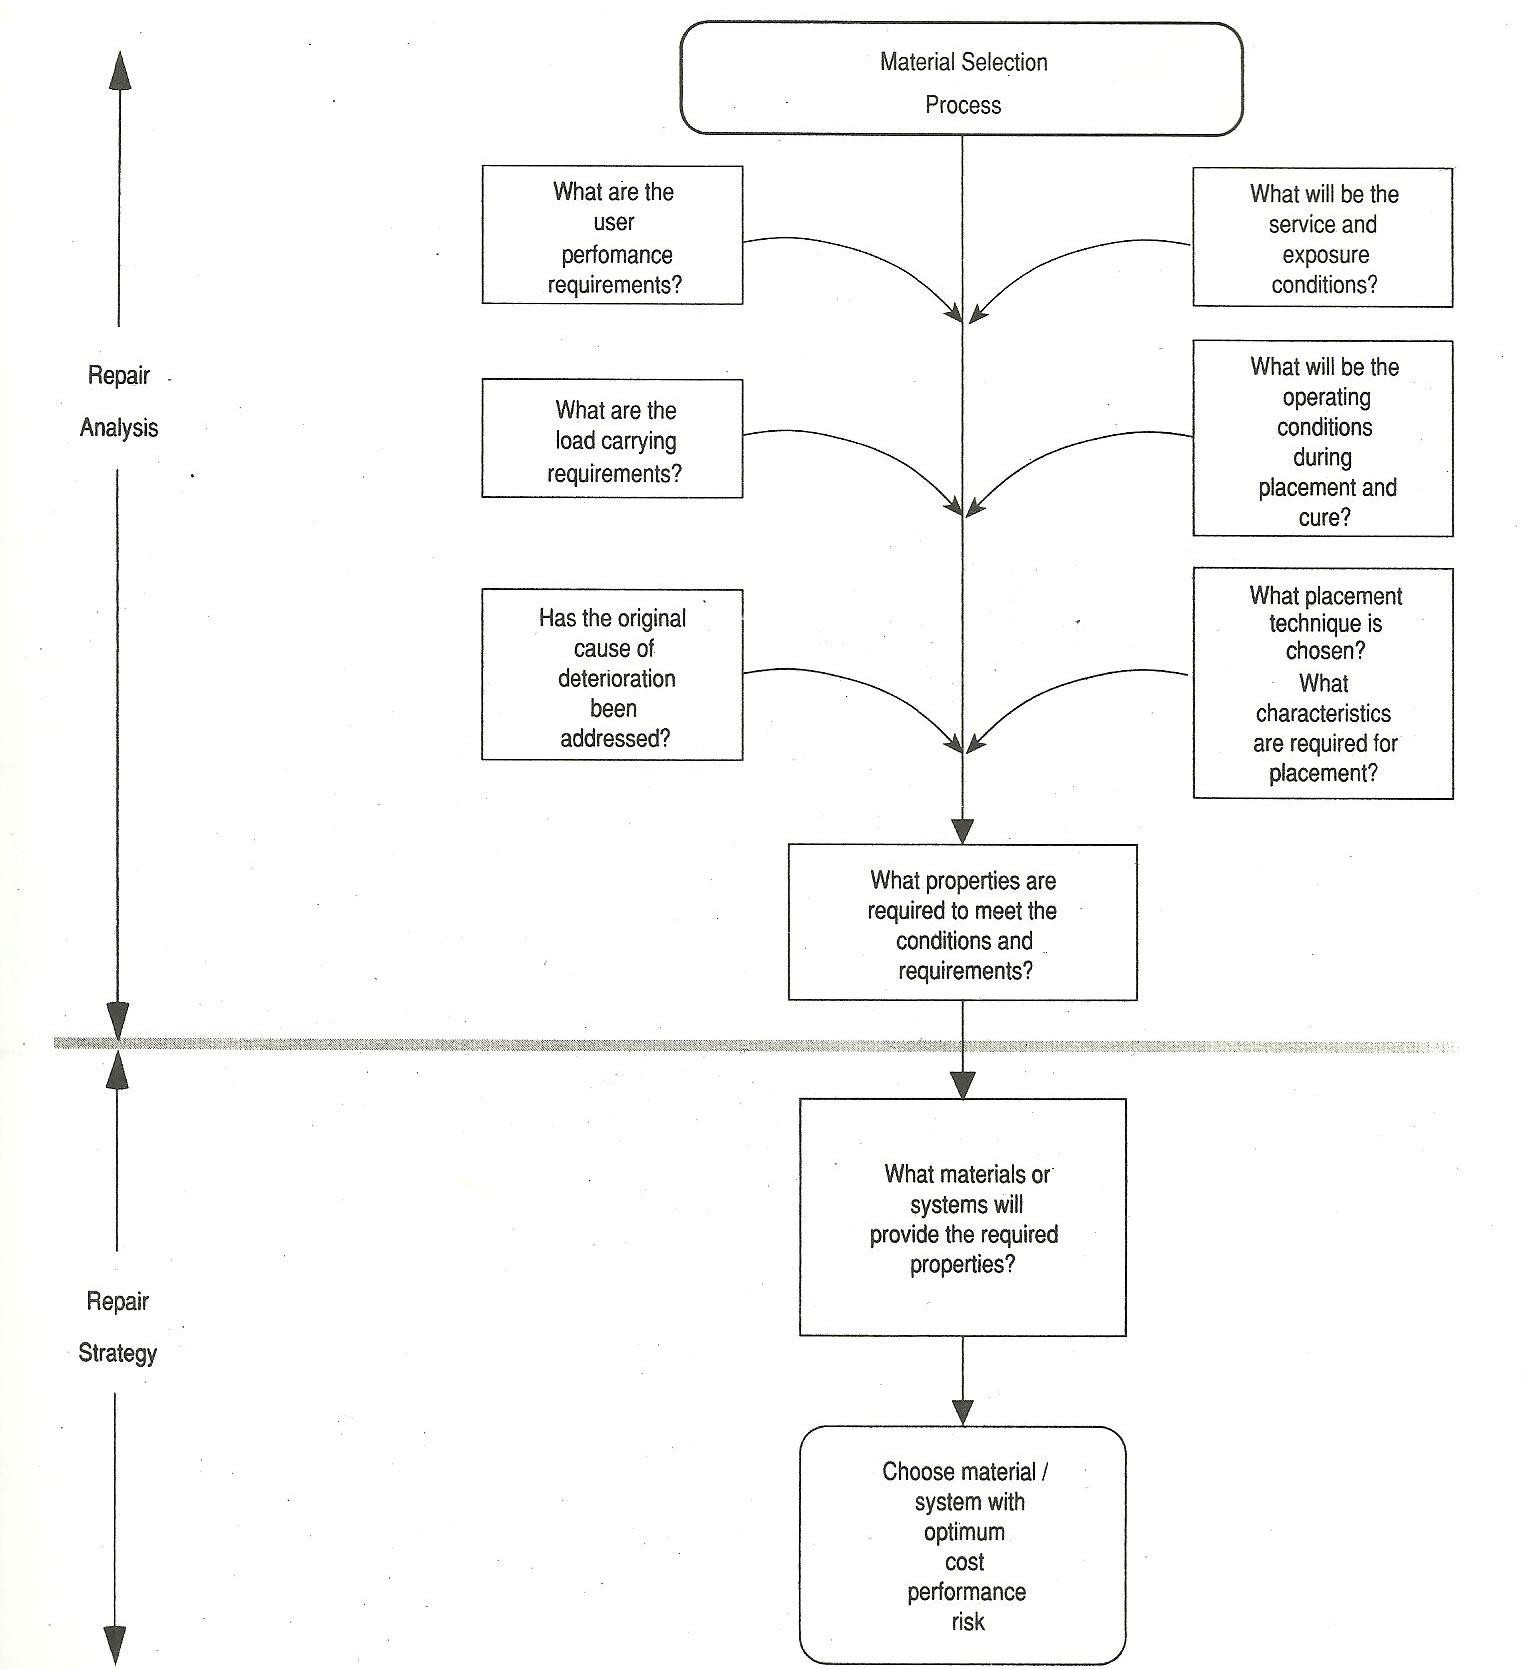 Material Selection
Process
What are the
user
perfomance
requirements?
What will be the
service and
exposure
conditions?
Repair
Analysis
What are the
load carrying
requirements?
What will be the
operating
conditions
during
placement and
cure?
Has the original
cause of
deterioration
been
addressed?
What placement
technique is
chosen?
What
characteristics
are required for
placement?
What properties are
required to meet the
conditions and
requirements?
Repair
Strategy
What materials or
systems will
provide the required
properties?
Choose material /
system with
optimum
cost
performance
risk